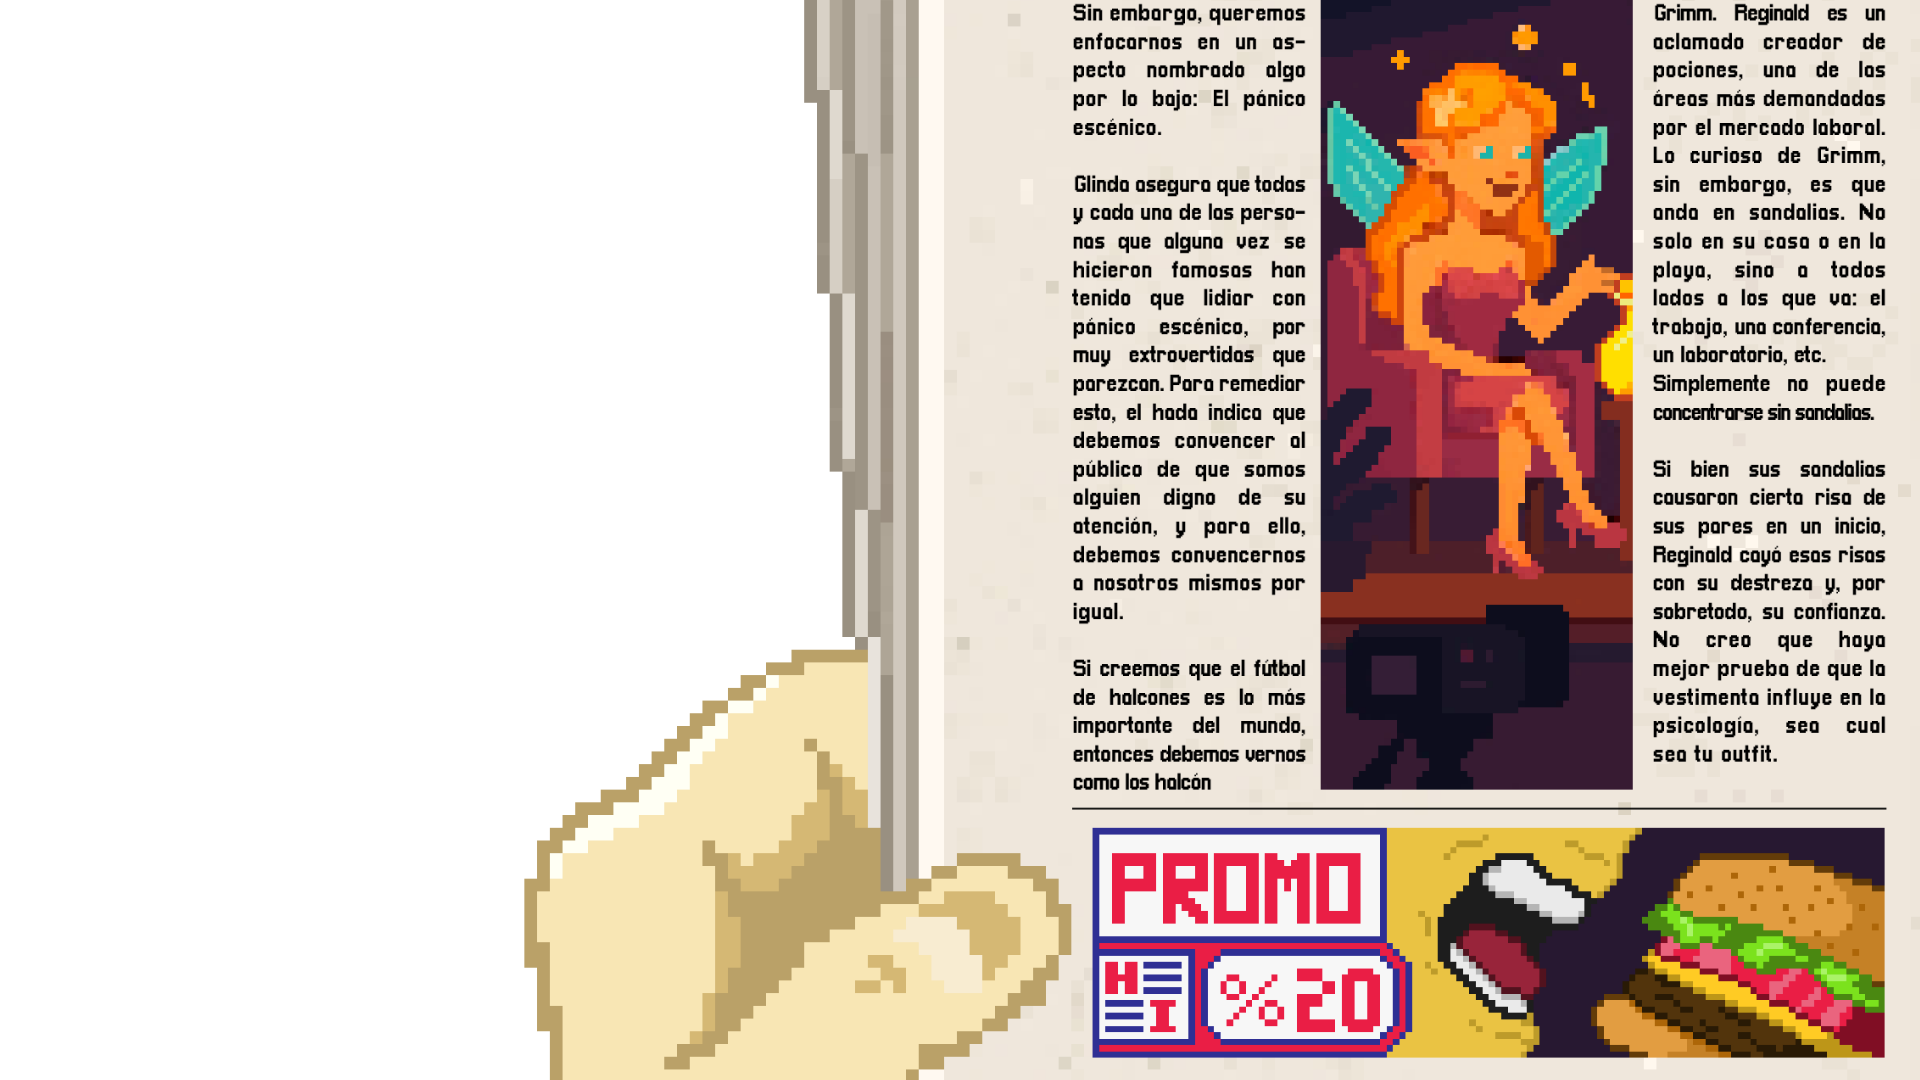 Sin embargo, queremos
enfocarnos en un as-
pecto nombrado algo
por lo bajo: El pánico
escénico.
Glinda asegura que todas
y cada una de las perso-
nas que alguna vez se
hicieron famosas han
tenido que lidiar con
pánico escénico, por
muy extrovertidas que
parezcan. Para remediar
esto, el hada indica que
debemos convencer al
público de que somos
alguien digno de su
atención, y para ello,
debemos convencernos
a nosotros mismos por
igual.
Si creemos que el fútbol
de halcones es lo más
importante del mundo,
entonces debemos vernos
como los halcón
Grimm. Reginald es un
aclamado creador de
pociones, una de las
áreas más demandadas
por el mercado laboral.
Lo curioso de Grimm,
sin embargo, es que
anda en sandalias. No
solo en su casa o en la
playa, sino a todos
lados a los que va: el
trabajo, una conferencia,
un laboratorio, etc.
Simplemente no puede
concentrarse sin sandalias.
Si bien sus sandalias
causaron cierta risa de
sus pares en un inicio,
Reginald cayó esas risas
con su destreza y, por
sobretodo, su confianza.
No creo que haya
mejor prueba de que la
vestimenta influye en la
psicología, sea cual
sea tu outfit.
PROMO
H
I
%20